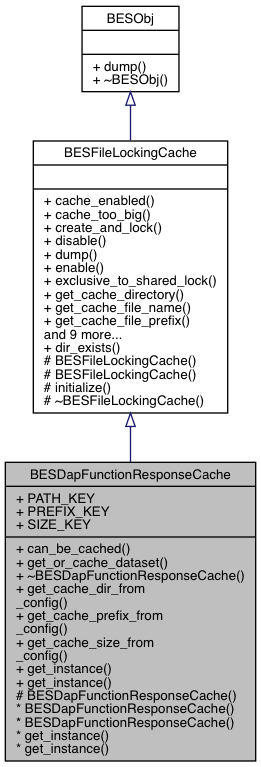 BESObj
+ dump()
+ ~BESObj()
BESFileLockingCache
+ cache_enabled()
+ cache_too_big()
+ create_and_lock()
+ disable()
+ dump()
+ enable()
+ exclusive_to_shared_lock()
+ get_cache_directory()
+ get_cache_file_name()
+ get_cache_file_prefix()
and 9 more...
+ dir_exists()
# BESFileLockingCache()
# BESFileLockingCache()
# initialize()
# ~BESFileLockingCache()
BESDapFunctionResponseCache
+ PATH_KEY
+ PREFIX_KEY
+ SIZE_KEY
+ can_be_cached()
+ get_or_cache_dataset()
+ ~BESDapFunctionResponseCache()
+ get_cache_dir_from
_config()
+ get_cache_prefix_from
_config()
+ get_cache_size_from
_config()
+ get_instance()
+ get_instance()
# BESDapFunctionResponseCache()
* BESDapFunctionResponseCache()
* BESDapFunctionResponseCache()
* get_instance()
* get_instance()